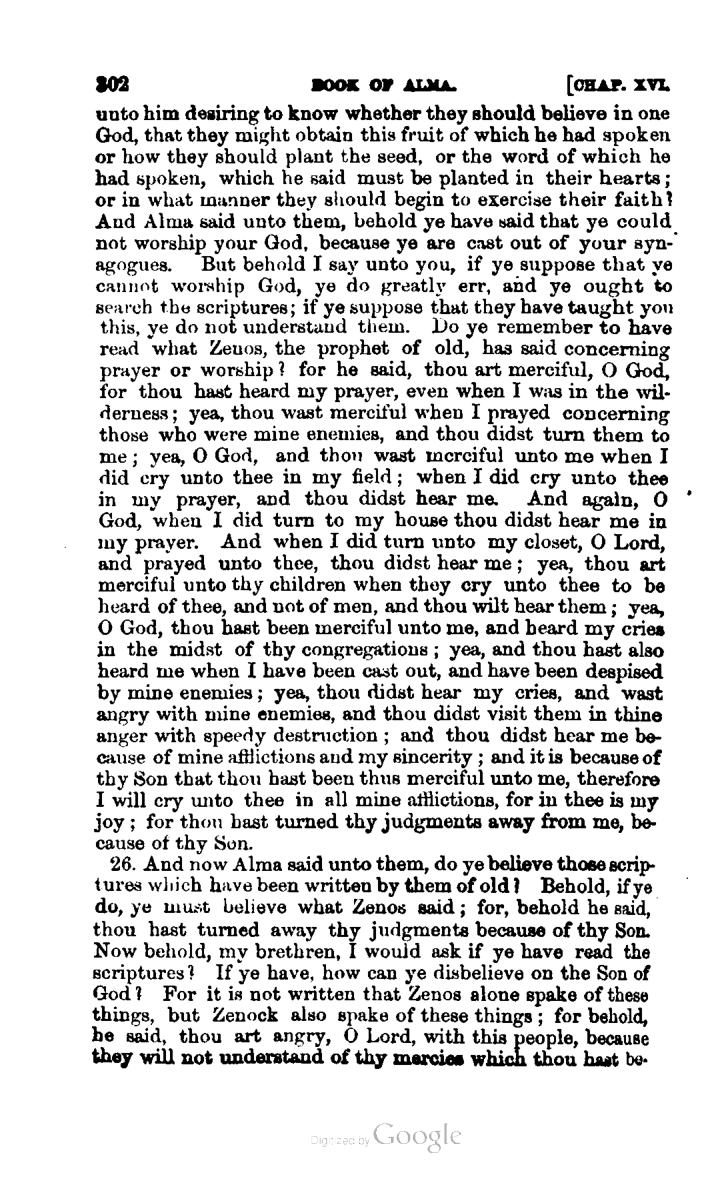 302 BOOK OF ALMA. [CHAP. XVI.
unto him desiring to know whether they should believe in one
God, that they might obtain this fruit of which he had spoken
or how they should plant the seed, or the word of which he
had spoken, which he said must be planted in their hearts;
or in what manner they should begin to exercise their faith?
And Alma said unto them, behold ye have said that ye could
not worship your God, because ye are cast out of your syn-
agogues. But behold I say unto you, if ye suppose that ye
cannot worship God, ye do greatly err, and ye ought to
search the scriptures; if ye suppose that they have taught you
this, ye do not understand them. Do ye remember to have
read what Zenos, the prophet of old, has said concerning
prayer or worship? for he said, thou art merciful, O God,
for thou hast heard my prayer, even when I was in the wil-
derness; yea, thou wast merciful when I prayed concerning
those who were mine enemies, and thou didst turn them to
me; yea, O God, and thou wast merciful unto me when I
did cry unto thee in my field; when I did cry unto thee
in my prayer, and thou didst hear me. And again, O
God, when I did turn to my house thou didst hear me in
my prayer. And when I did turn unto my closet, O Lord,
and prayed unto thee, thou didst hear me; yea, thou art
merciful unto thy children when they cry unto thee to be
heard of thee, and not of men, and thou wilt hear them; yea,
O God, thou hast been merciful unto me, and heard my cries
in the midst of thy congregations; yea, and thou hast also
heard me when I have been cast out, and have been despised
by mine enemies; yea, thou didst hear my cries, and wast
angry with mine enemies, and thou didst visit them in thine
anger with speedy destruction; and thou didst hear me be-
cause of mine afflictions and my sincerity; and it is because of
thy Son that thou hast been thus merciful unto me, therefore
I will cry unto thee in all mine afflictions, for in thee is my
joy; for thou hast turned thy judgments away from me, be-
cause of thy Son.
26. And now Alma said unto them, do ye believe those scrip-
tures which have been written by them of old? Behold, if ye
do, ye must believe what Zenos said; for, behold he said,
thou hast turned away thy judgments because of thy Son.
Now behold, my brethren, I would ask if ye have read the
scriptures? If ye have, how can ye disbelieve on the Son of
God? For it is not written that Zenos alone spake of these
things, but Zenock also spake of these things; for behold,
he said, thou art angry, O Lord, with this people, because
they will not understand of thy mercies which thou hast be-
Digitized by Google